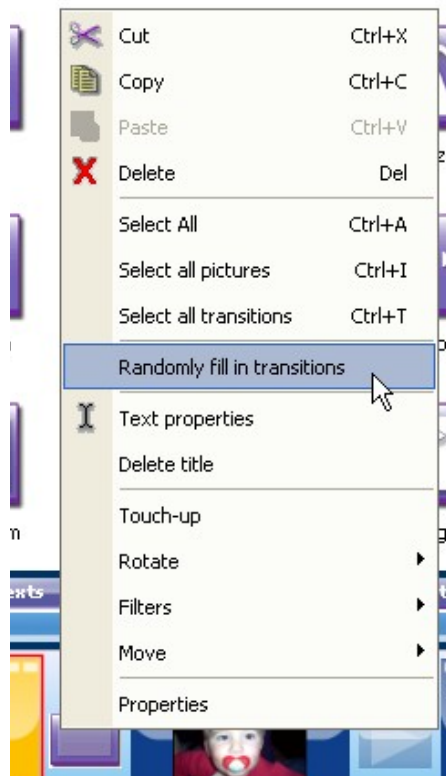 Cut Ctrl+X
Copy Ctrl+C
Paste Ctrl+V
Delete Del
Select All Ctrl+A
Select all pictures Ctrl+I
Select all transitions Ctrl+T
Randomly fill in transitions
Text properties
Delete title
Touch-up
Rotate
Filters
Move
Properties